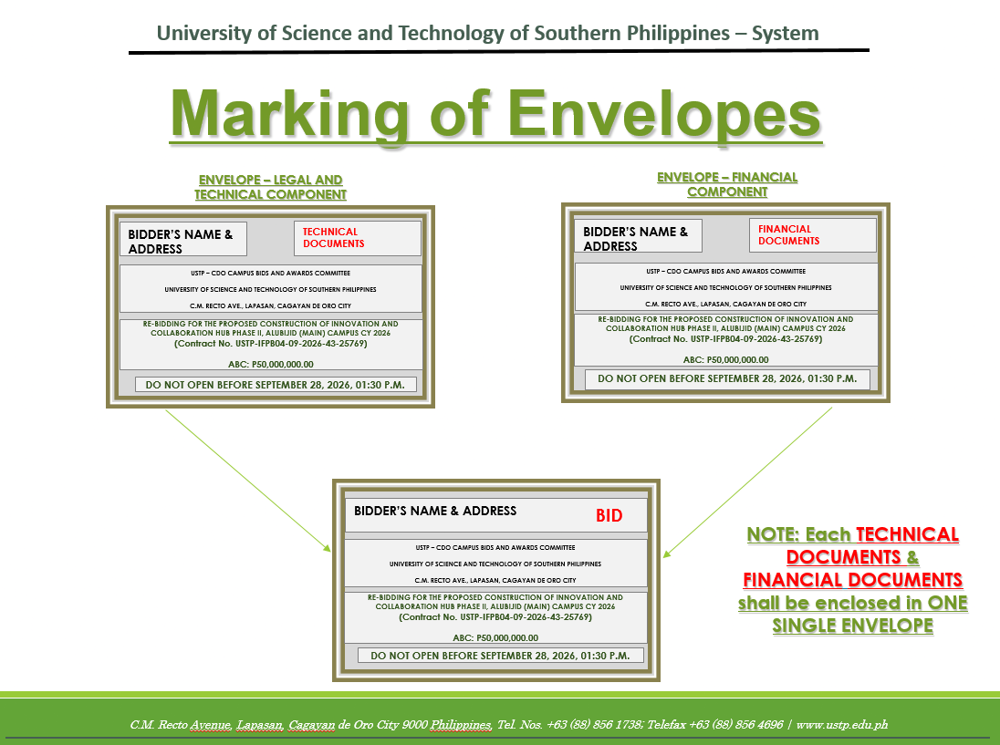 University of Science and Technology of Southern Philippines – System
Marking of Envelopes
ENVELOPE – LEGAL AND
TECHNICAL COMPONENT
BIDDER'S NAME &
ADDRESS
TECHNICAL
DOCUMENTS
USTP – CDO CAMPUS BIDS AND AWARDS COMMITTEE
UNIVERSITY OF SCIENCE AND TECHNOLOGY OF SOUTHERN PHILIPPINES
C.M. RECTO AVE., LAPASAN, CAGAYAN DE ORO CITY
RE-BIDDING FOR THE PROPOSED CONSTRUCTION OF INNOVATION AND
COLLABORATION HUB PHASE II, ALUBIJID (MAIN) CAMPUS CY 2026
(Contract No. USTP-IFPB04-09-2026-43-25769)
ABC: P50,000,000.00
DO NOT OPEN BEFORE SEPTEMBER 28, 2026, 01:30 P.M.
ENVELOPE – FINANCIAL
COMPONENT
BIDDER'S NAME &
ADDRESS
FINANCIAL
DOCUMENTS
USTP – CDO CAMPUS BIDS AND AWARDS COMMITTEE
UNIVERSITY OF SCIENCE AND TECHNOLOGY OF SOUTHERN PHILIPPINES
C.M. RECTO AVE., LAPASAN, CAGAYAN DE ORO CITY
RE-BIDDING FOR THE PROPOSED CONSTRUCTION OF INNOVATION AND
COLLABORATION HUB PHASE II, ALUBIJID (MAIN) CAMPUS CY 2026
(Contract No. USTP-IFPB04-09-2026-43-25769)
ABC: P50,000,000.00
DO NOT OPEN BEFORE SEPTEMBER 28, 2026, 01:30 P.M.
BIDDER'S NAME & ADDRESS
BID
USTP – CDO CAMPUS BIDS AND AWARDS COMMITTEE
UNIVERSITY OF SCIENCE AND TECHNOLOGY OF SOUTHERN PHILIPPINES
C.M. RECTO AVE., LAPASAN, CAGAYAN DE ORO CITY
RE-BIDDING FOR THE PROPOSED CONSTRUCTION OF INNOVATION AND
COLLABORATION HUB PHASE II, ALUBIJID (MAIN) CAMPUS CY 2026
(Contract No. USTP-IFPB04-09-2026-43-25769)
ABC: P50,000,000.00
DO NOT OPEN BEFORE SEPTEMBER 28, 2026, 01:30 P.M.
NOTE: Each TECHNICAL
DOCUMENTS &
FINANCIAL DOCUMENTS
shall be enclosed in ONE
SINGLE ENVELOPE
C.M. Recto Avenue, Lapasan, Cagayan de Oro City 9000 Philippines, Tel. Nos. +63 (88) 856 1738; Telefax +63 (88) 856 4696 | www.ustp.edu.ph